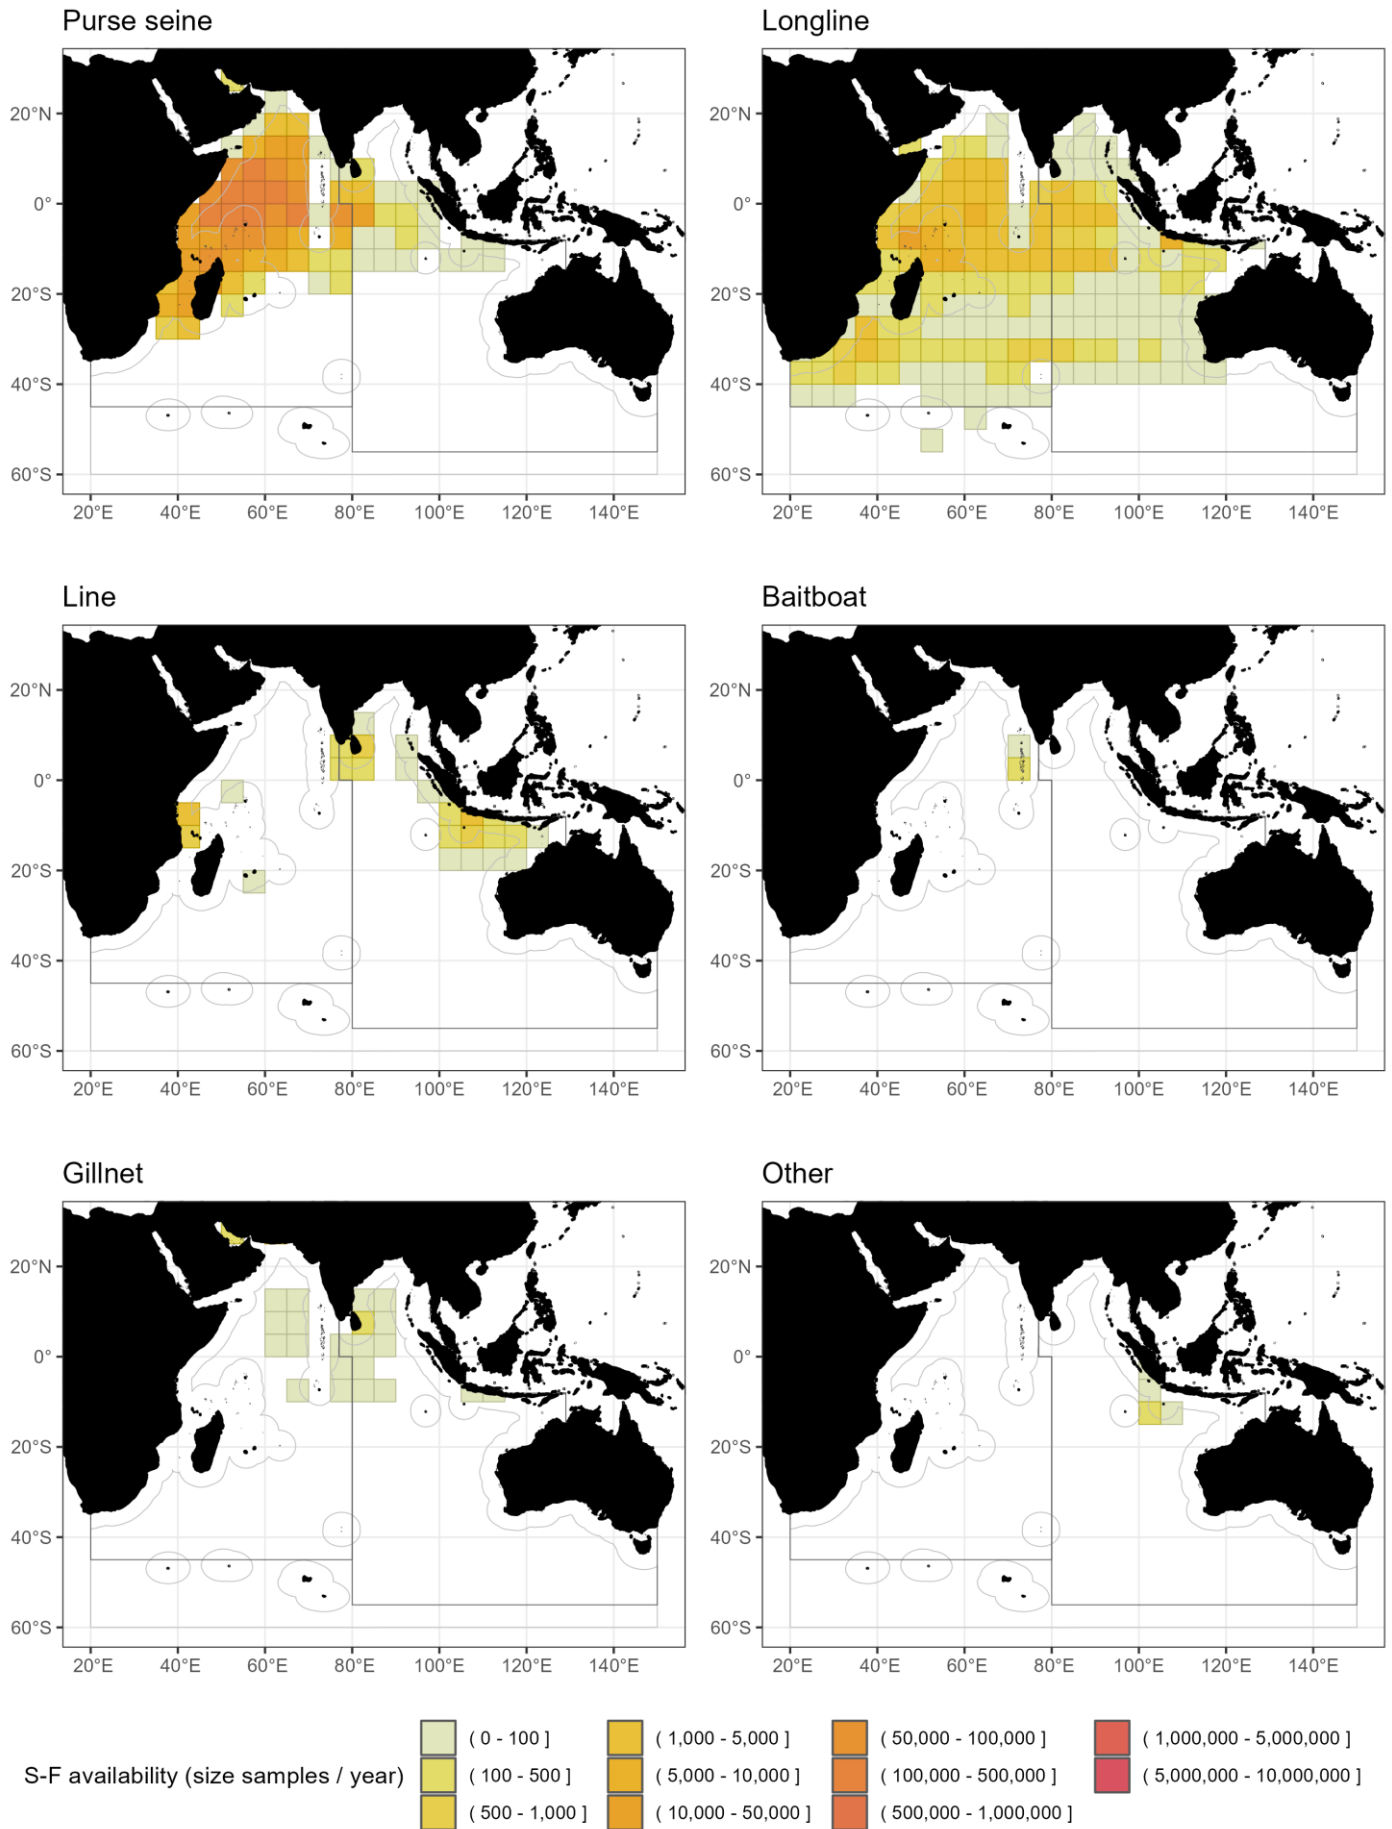 Purse seine
Longline
20°N
0°
20°S
40°S
60°S
20°E 40°E 60°E 80°E 100°E 120°E 140°E
20°E 40°E 60°E 80°E 100°E 120°E 140°E
Line
Baitboat
20°N
0°
20°S
40°S
60°S
20°N
0°
20°S
40°S
60°S
20°N
0°
20°S
40°S
60°S
20°E 40°E 60°E 80°E 100°E 120°E 140°E
20°E 40°E 60°E 80°E 100°E 120°E 140°E
Gillnet
Other
20°N
0°
20°S
40°S
60°S
20°N
0°
20°S
40°S
60°S
20°N
0°
20°S
40°S
60°S
20°E 40°E 60°E 80°E 100°E 120°E 140°E
20°E 40°E 60°E 80°E 100°E 120°E 140°E
S-F availability (size samples / year)
( 0 - 100 ]
( 100 - 500 ]
( 500 - 1,000 ]
( 1,000 - 5,000 ]
( 5,000 - 10,000 ]
( 10,000 - 50,000 ]
( 50,000 - 100,000 ]
( 100,000 - 500,000 ]
( 500,000 - 1,000,000 ]
( 1,000,000 - 5,000,000 ]
( 5,000,000 - 10,000,000 ]